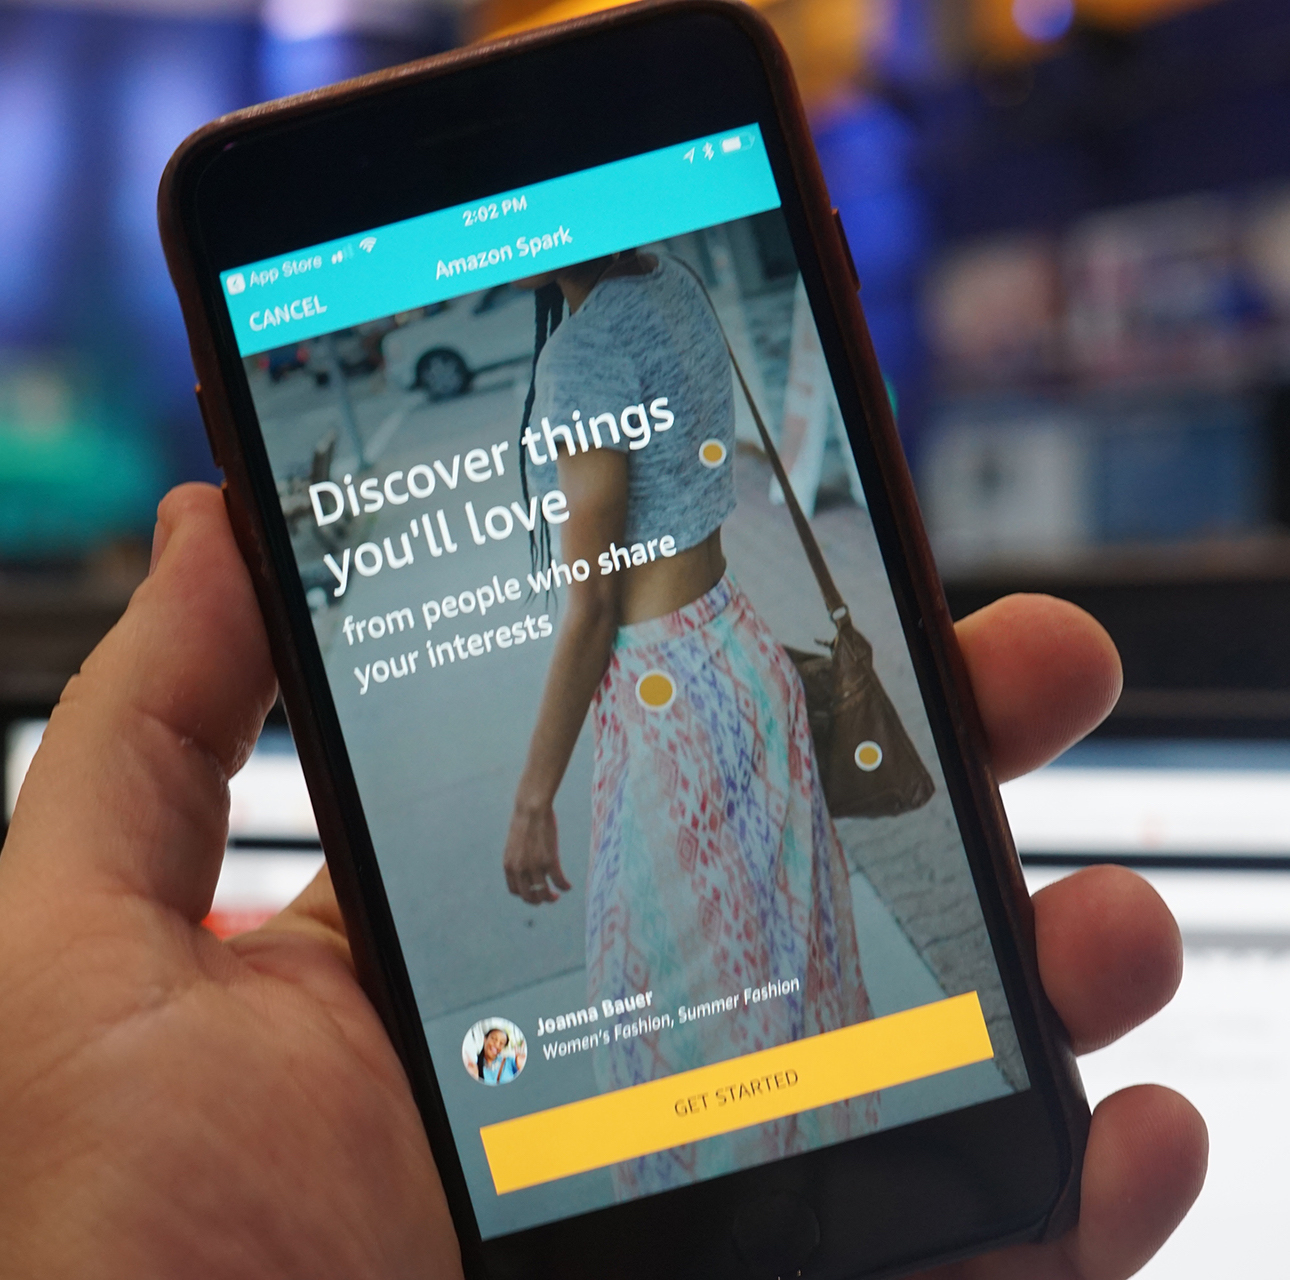 App Store
2:02 PM
CANCEL
Amazon Spark
Discover things
you'll love
from people who share
your interests
Joanna Bauer
Women's Fashion, Summer Fashion
GET STARTED